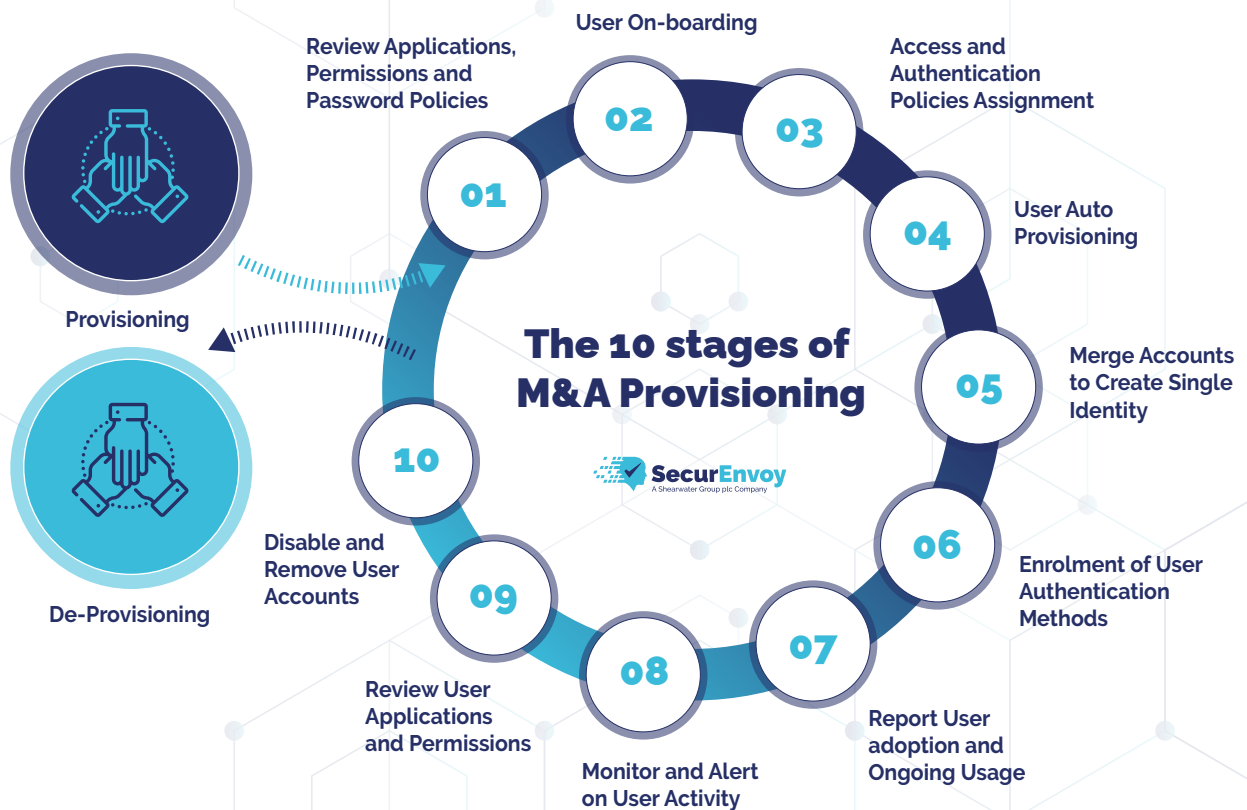 Provisioning
De-Provisioning
The 10 stages of
M&A Provisioning
SecurEnvoy
A Shearwater Group plc Company
01
Review Applications,
Permissions and
Password Policies
02
User On-boarding
03
Access and
Authentication
Policies Assignment
04
User Auto
Provisioning
05
Merge Accounts
to Create Single
Identity
06
Enrolment of User
Authentication
Methods
07
Report User
adoption and
Ongoing Usage
08
Monitor and Alert
on User Activity
09
Review User
Applications
and Permissions
10
Disable and
Remove User
Accounts